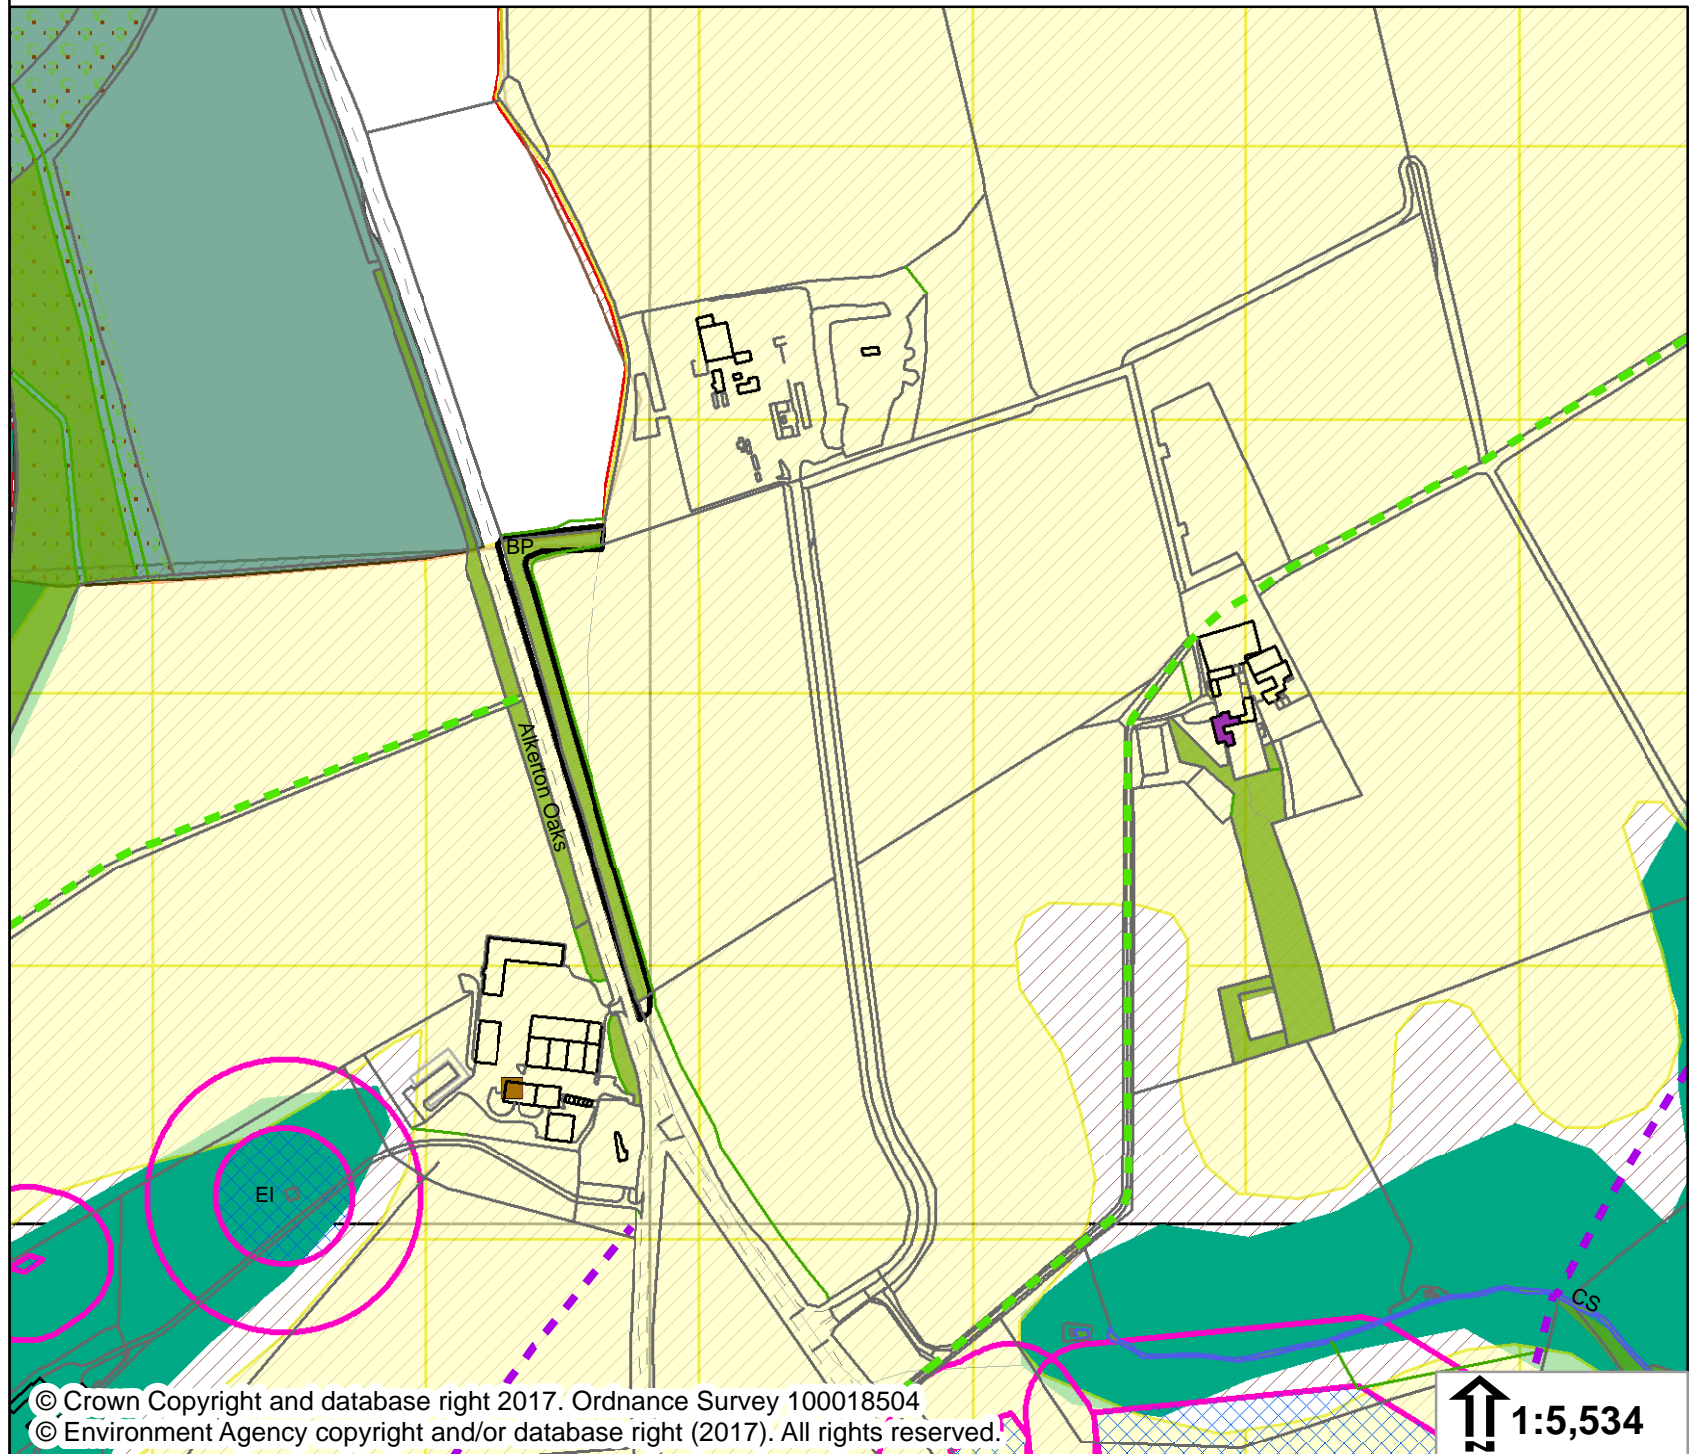 BP
Alkerton Oaks
EI
CS
© Crown Copyright and database right 2017. Ordnance Survey 100018504
© Environment Agency copyright and/or database right (2017). All rights reserved.
1:5,534
N